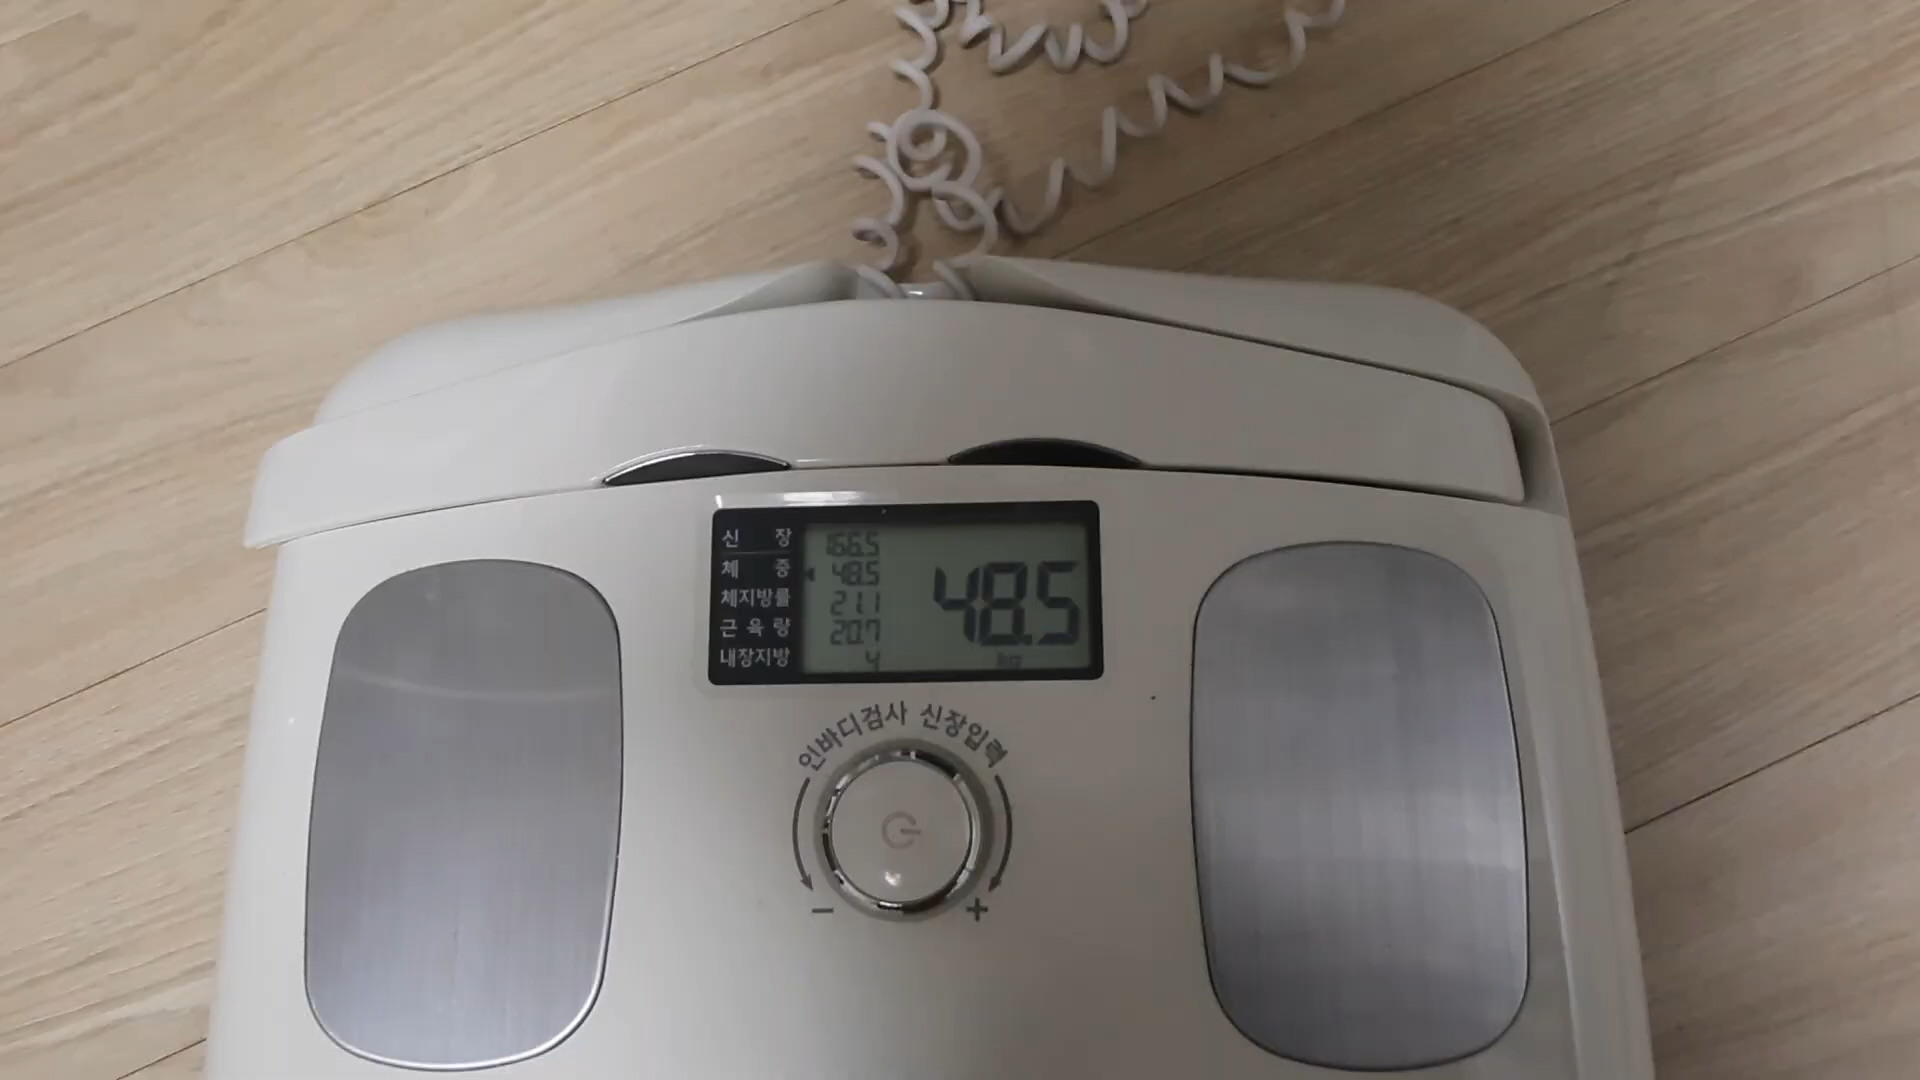 신 장 166.5
체 중 48.5
체지방률 21.1
근 육 량 20.7
내장지방 4
48.5
kg
인바디검사 신장입력
− +